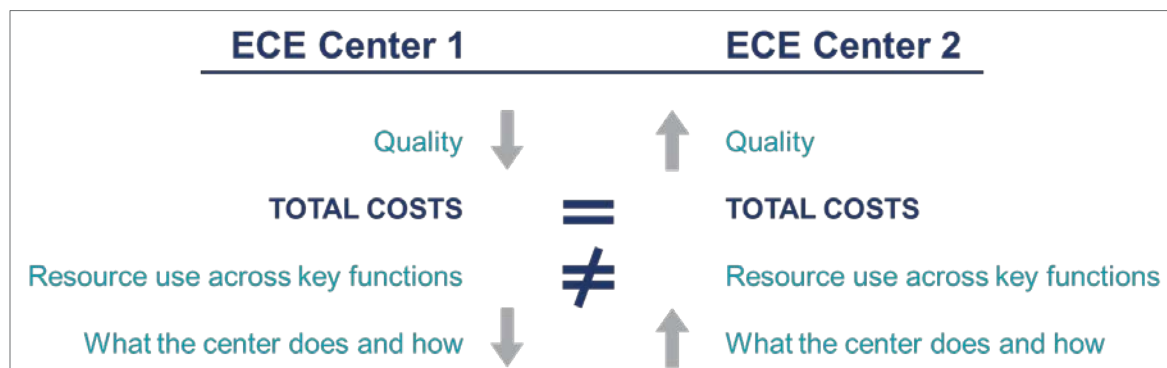 ECE Center 1 ECE Center 2
Quality Quality
TOTAL COSTS = TOTAL COSTS
Resource use across key functions ≠ Resource use across key functions
What the center does and how What the center does and how